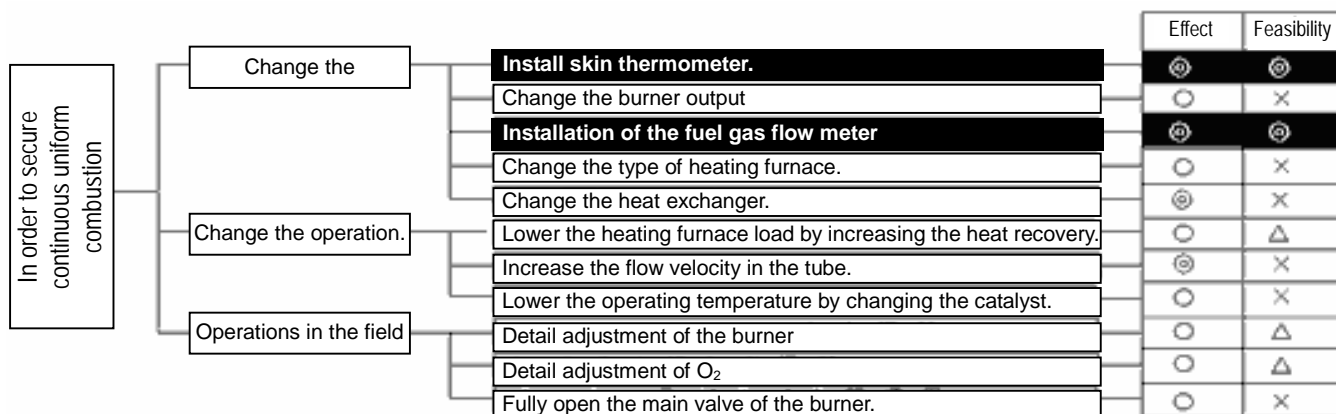 Effect Feasibility
In order to secure
continuous uniform
combustion
Change the
Install skin thermometer. ◎ ◎
Change the burner output ○ ×
Installation of the fuel gas flow meter ◎ ◎
Change the type of heating furnace. ○ ×
Change the heat exchanger. ◎ ×
Change the operation.
Lower the heating furnace load by increasing the heat recovery. ○ △
Increase the flow velocity in the tube. ◎ ×
Lower the operating temperature by changing the catalyst. ○ ×
Operations in the field
Detail adjustment of the burner ○ △
Detail adjustment of O₂ ○ △
Fully open the main valve of the burner. ○ ×